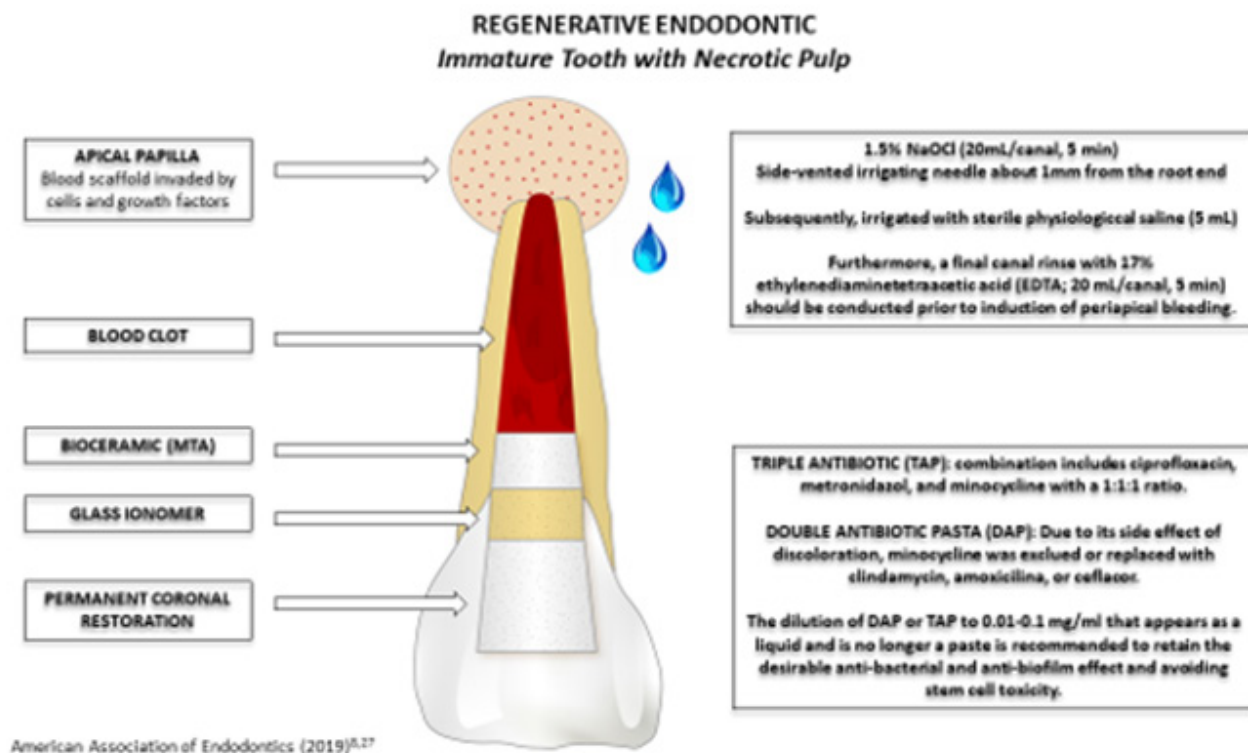 REGENERATIVE ENDODONTIC
Immature Tooth with Necrotic Pulp
APICAL PAPILLA
Blood scaffold invaded by
cells and growth factors
BLOOD CLOT
BIOCERAMIC (MTA)
GLASS IONOMER
PERMANENT CORONAL
RESTORATION
1.5% NaOCl (20mL/canal, 5 min)
Side-vented irrigating needle about 1mm from the root end
Subsequently, irrigated with sterile physiologiccal saline (5 mL)
Furthermore, a final canal rinse with 17%
ethylenediaminetetraacetic acid (EDTA; 20 mL/canal, 5 min)
should be conducted prior to induction of periapical bleeding.
TRIPLE ANTIBIOTIC (TAP): combination includes ciprofloxacin,
metronidazol, and minocycline with a 1:1:1 ratio.
DOUBLE ANTIBIOTIC PASTA (DAP): Due to its side effect of
discoloration, minocycline was exclued or replaced with
clindamycin, amoxicilina, or ceflacor.
The dilution of DAP or TAP to 0.01-0.1 mg/ml that appears as a
liquid and is no longer a paste is recommended to retain the
desirable anti-bacterial and anti-biofilm effect and avoiding
stem cell toxicity.
American Association of Endodontics (2019)8,27